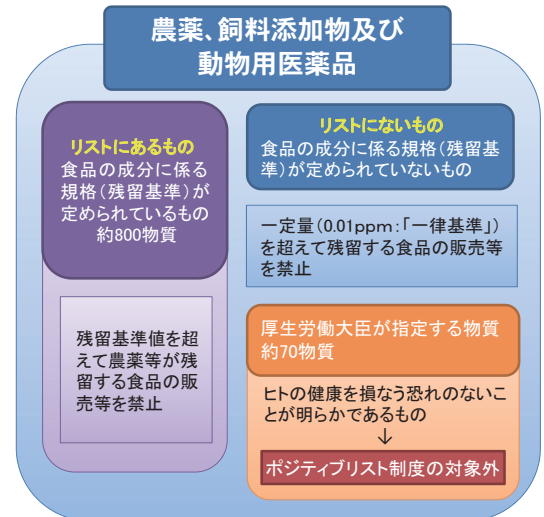 農薬、飼料添加物及び
動物用医薬品
リストにあるもの
食品の成分に係る
規格（残留基準）が
定められているもの
約800物質
残留基準値を超
えて農薬等が残
留する食品の販
売等を禁止
リストにないもの
食品の成分に係る規格（残留基
準）が定められていないもの
一定量（0.01ppm：「一律基準」）
を超えて残留する食品の販売等
を禁止
厚生労働大臣が指定する物質
約70物質
ヒトの健康を損なう恐れのないこ
とが明らかであるもの
↓
ポジティブリスト制度の対象外